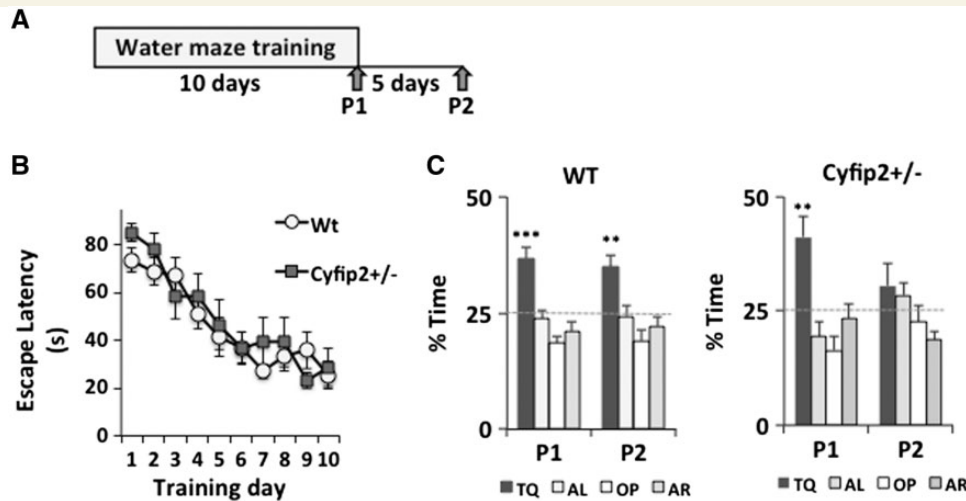 A
Water maze training
10 days
5 days
P1
P2
B
Escape Latency
(s)
80
60
40
20
0
Wt
Cyfip2+/-
1 2 3 4 5 6 7 8 9 10
Training day
C
WT
% Time
50
25
0
***
**
P1
P2
TQ AL OP AR
Cyfip2+/-
% Time
50
25
0
**
P1
P2
TQ AL OP AR